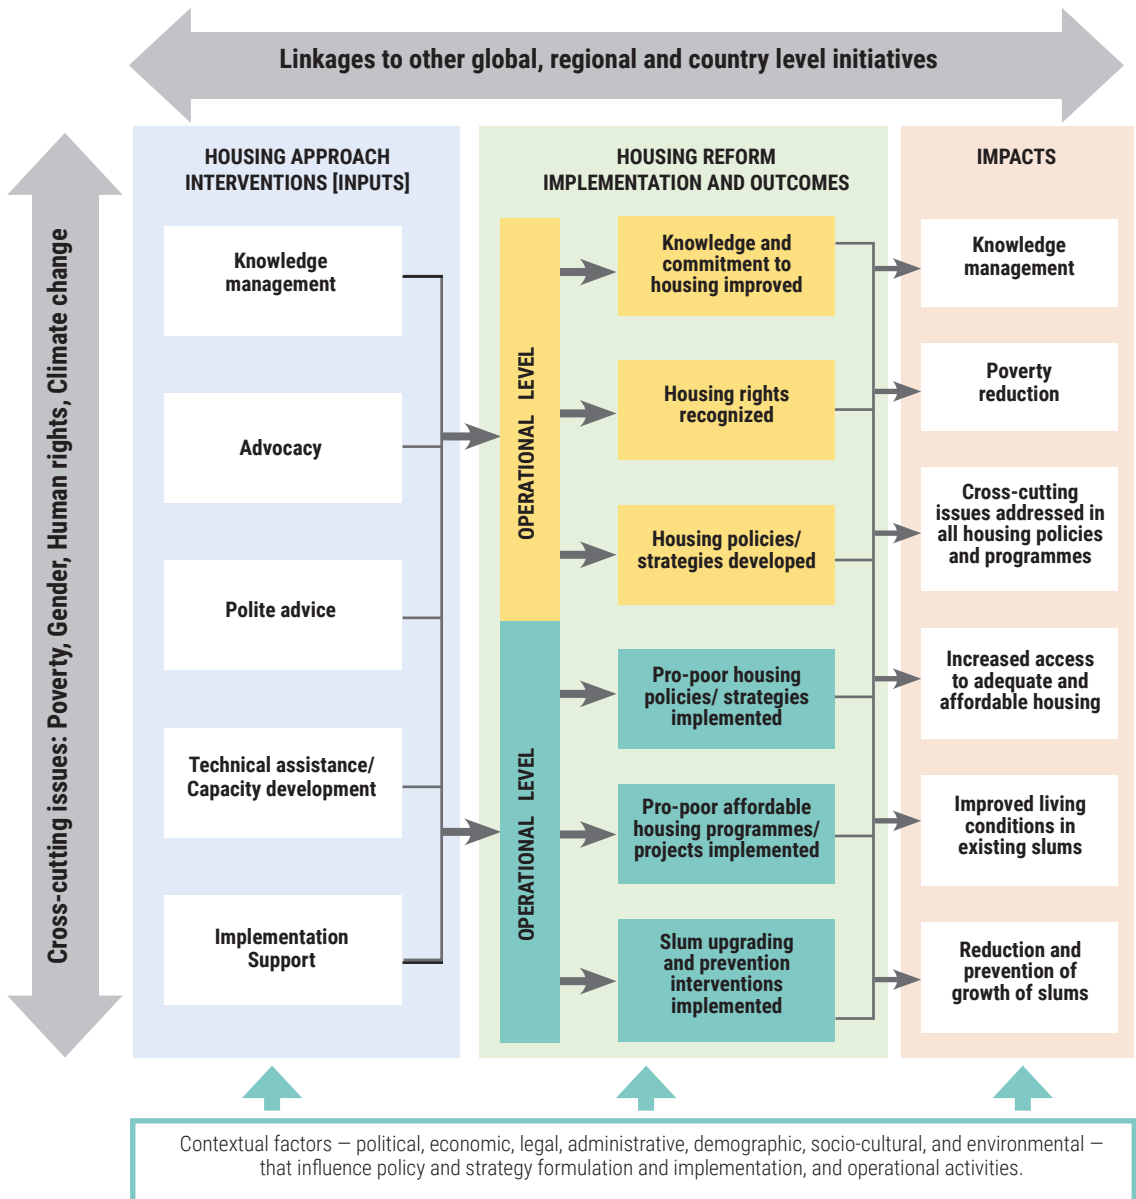 Linkages to other global, regional and country level initiatives
Cross-cutting issues: Poverty, Gender, Human rights, Climate change
HOUSING APPROACH
INTERVENTIONS [INPUTS]
Knowledge
management
Advocacy
Polite advice
Technical assistance/
Capacity development
Implementation
Support
HOUSING REFORM
IMPLEMENTATION AND OUTCOMES
OPERATIONAL LEVEL
Knowledge and
commitment to
housing improved
Housing rights
recognized
Housing policies/
strategies developed
OPERATIONAL LEVEL
Pro-poor housing
policies/ strategies
implemented
Pro-poor affordable
housing programmes/
projects implemented
Slum upgrading
and prevention
interventions
implemented
IMPACTS
Knowledge
management
Poverty
reduction
Cross-cutting
issues addressed in
all housing policies
and programmes
Increased access
to adequate and
affordable housing
Improved living
conditions in
existing slums
Reduction and
prevention of
growth of slums
Contextual factors — political, economic, legal, administrative, demographic, socio-cultural, and environmental —
that influence policy and strategy formulation and implementation, and operational activities.